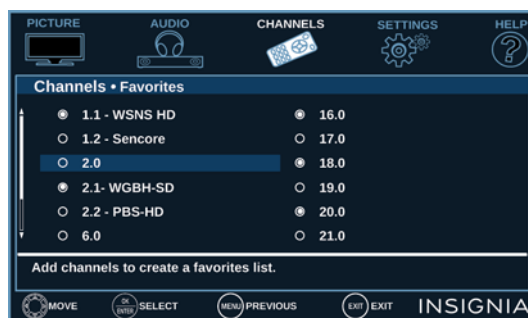 PICTURE AUDIO CHANNELS SETTINGS HELP
Channels • Favorites
1.1 - WSNS HD 16.0
1.2 - Sencore 17.0
2.0 18.0
2.1- WGBH-SD 19.0
2.2 - PBS-HD 20.0
6.0 21.0
Add channels to create a favorites list.
MOVE OK ENTER SELECT MENU PREVIOUS EXIT EXIT INSIGNIA